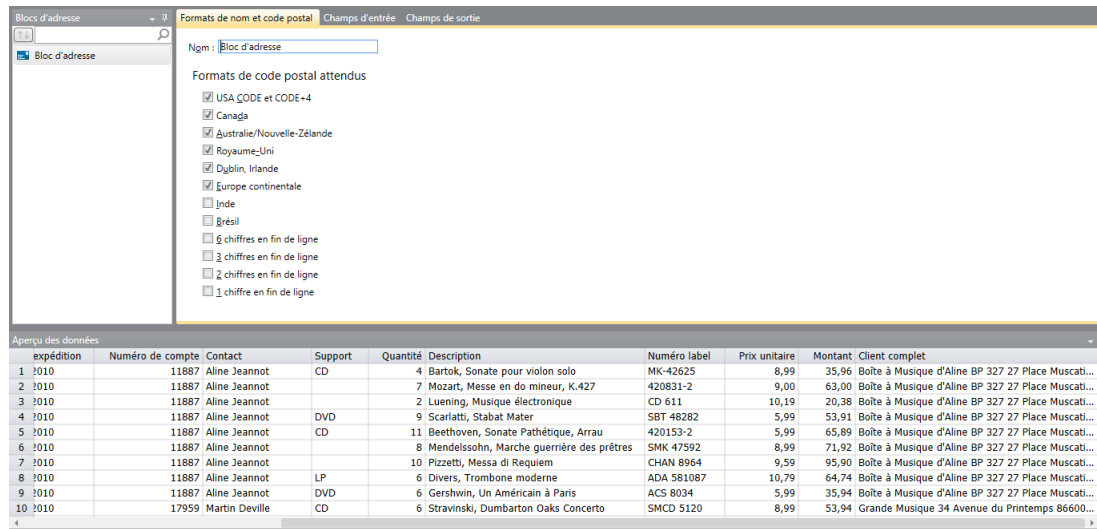 Blocs d'adresse
Formats de nom et code postal Champs d'entrée Champs de sortie
Bloc d'adresse
Nom : Bloc d'adresse
Formats de code postal attendus
USA CODE et CODE+4
Canada
Australie/Nouvelle-Zélande
Royaume-Uni
Dublin, Irlande
Europe continentale
Inde
Brésil
6 chiffres en fin de ligne
3 chiffres en fin de ligne
2 chiffres en fin de ligne
1 chiffre en fin de ligne
Aperçu des données
expédition Numéro de compte Contact Support Quantité Description Numéro label Prix unitaire Montant Client complet
1 2010 11887 Aline Jeannot CD 4 Bartok, Sonate pour violon solo MK-42625 8,99 35,96 Boîte à Musique d'Aline BP 327 27 Place Muscati...
2 2010 11887 Aline Jeannot 7 Mozart, Messe en do mineur, K.427 420831-2 9,00 63,00 Boîte à Musique d'Aline BP 327 27 Place Muscati...
3 2010 11887 Aline Jeannot 2 Luening, Musique électronique CD 611 10,19 20,38 Boîte à Musique d'Aline BP 327 27 Place Muscati...
4 2010 11887 Aline Jeannot DVD 9 Scarlatti, Stabat Mater SBT 48282 5,99 53,91 Boîte à Musique d'Aline BP 327 27 Place Muscati...
5 2010 11887 Aline Jeannot CD 11 Beethoven, Sonate Pathétique, Arrau 420153-2 5,99 65,89 Boîte à Musique d'Aline BP 327 27 Place Muscati...
6 2010 11887 Aline Jeannot 8 Mendelssohn, Marche guerrière des prêtres SMK 47592 8,99 71,92 Boîte à Musique d'Aline BP 327 27 Place Muscati...
7 2010 11887 Aline Jeannot 10 Pizzetti, Messa di Requiem CHAN 8964 9,59 95,90 Boîte à Musique d'Aline BP 327 27 Place Muscati...
8 2010 11887 Aline Jeannot LP 6 Divers, Trombone moderne ADA 581087 10,79 64,74 Boîte à Musique d'Aline BP 327 27 Place Muscati...
9 2010 11887 Aline Jeannot DVD 6 Gershwin, Un Américain à Paris ACS 8034 5,99 35,94 Boîte à Musique d'Aline BP 327 27 Place Muscati...
10 2010 17959 Martin Deville CD 6 Stravinski, Dumbarton Oaks Concerto SMCD 5120 8,99 53,94 Grande Musique 34 Avenue du Printemps 86600...